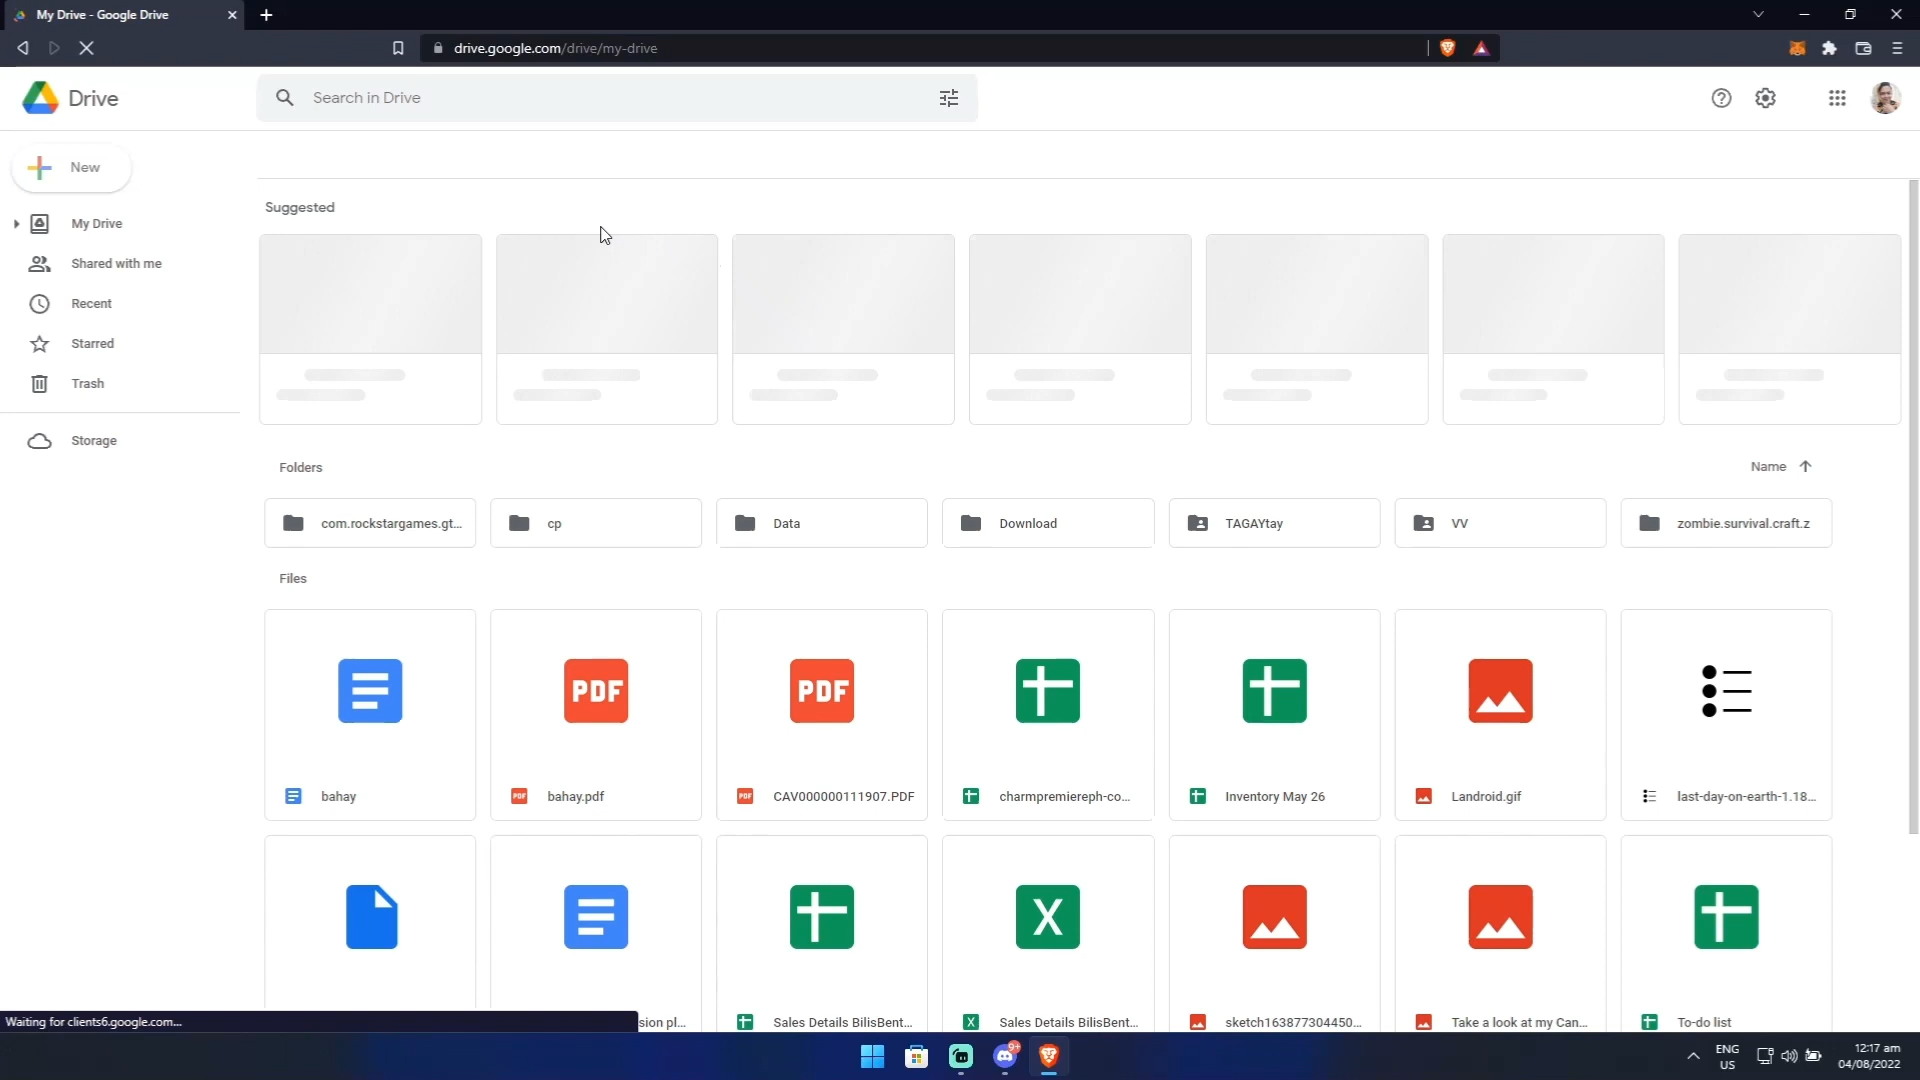 My Drive - Google Drive
drive.google.com/drive/my-drive
Drive
Search in Drive
New
My Drive
Shared with me
Recent
Starred
Trash
Storage
Suggested
Folders
Name
com.rockstargames.gt...
cp
Data
Download
TAGAYtay
VV
zombie.survival.craft.z
Files
PDF
PDF
bahay
PDF bahay.pdf
PDF CAV000000111907.PDF
charmpremiereph-co...
Inventory May 26
Landroid.gif
last-day-on-earth-1.18...
X
sion pl...
Sales Details BilisBent...
X Sales Details BilisBent...
sketch163877304450...
Take a look at my Can...
To-do list
Waiting for clients6.google.com...
9+
ENG
US
12:17 am
04/08/2022